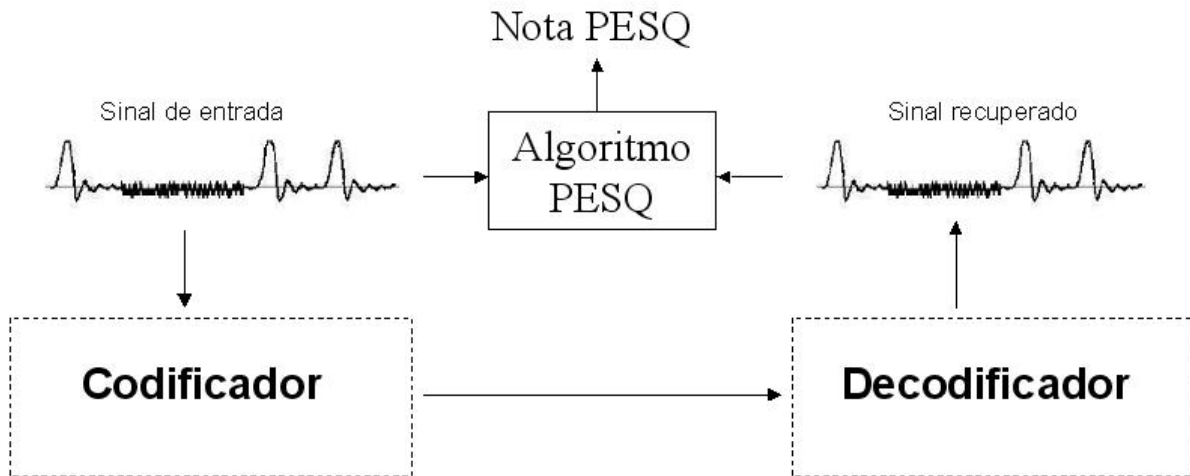 Nota PESQ
Sinal de entrada
Algoritmo
PESQ
Sinal recuperado
Codificador
Decodificador